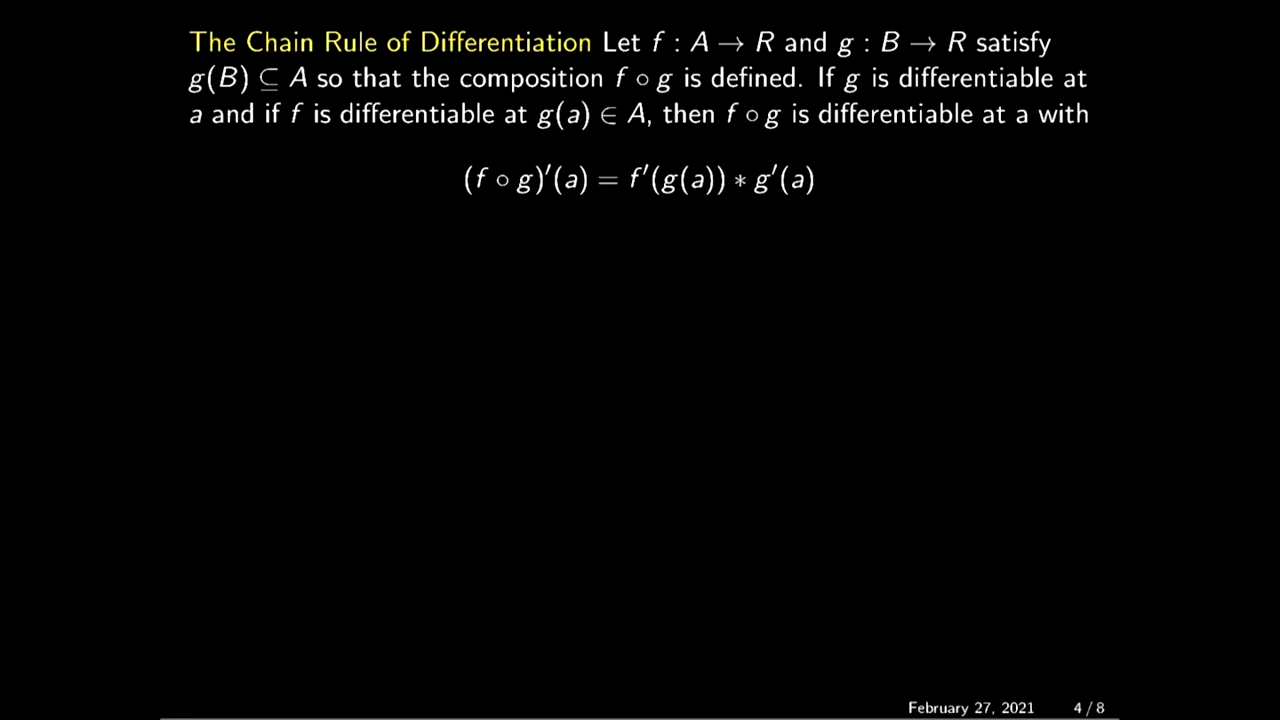 The Chain Rule of Differentiation Let f : A → R and g : B → R satisfy
g(B) ⊆ A so that the composition f ∘ g is defined. If g is differentiable at
a and if f is differentiable at g(a) ∈ A, then f ∘ g is differentiable at a with
(f ∘ g)′(a) = f′(g(a)) ∗ g′(a)
February 27, 2021 4 / 8